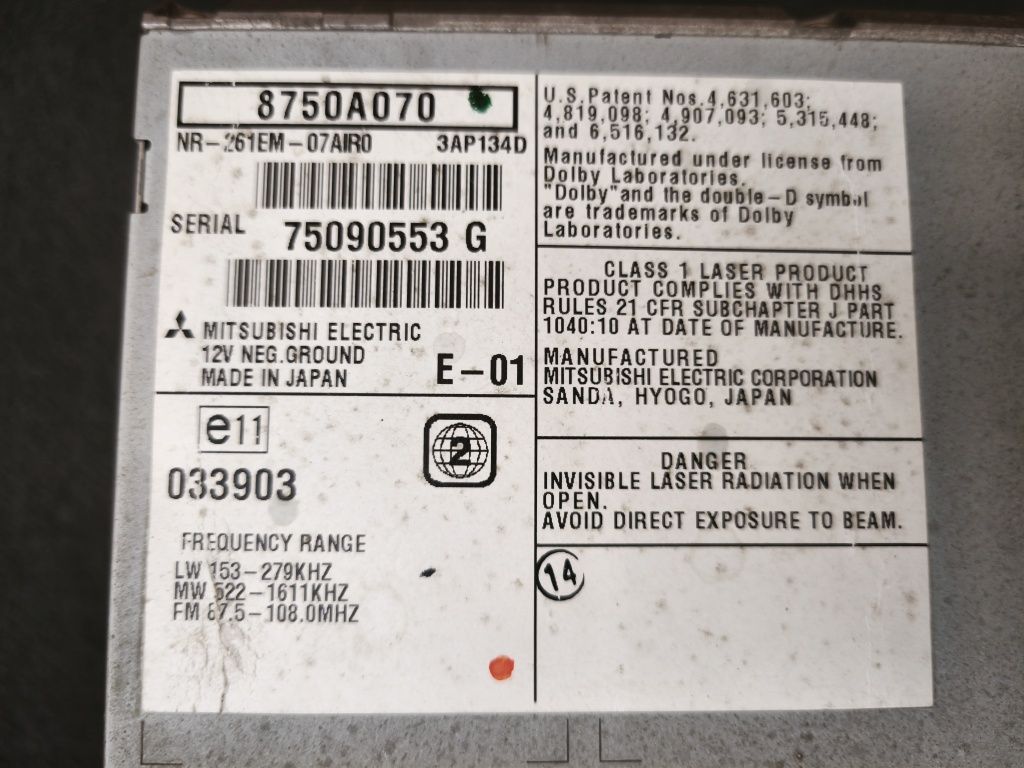 8750A070
NR-261EM-07AIRO 3AP134D
SERIAL 75090553 G
MITSUBISHI ELECTRIC
12V NEG.GROUND
MADE IN JAPAN E-01
e11
2
033903
FREQUENCY RANGE
LW 153-279KHZ
MW 522-1611KHZ
FM 87.5-108.0MHZ
U.S.Patent Nos.4,631,603;
4,819,098; 4,907,093; 5,315,448;
and 6,516,132.
Manufactured under license from
Dolby Laboratories.
"Dolby"and the double-D symbol
are trademarks of Dolby
Laboratories.
CLASS 1 LASER PRODUCT
PRODUCT COMPLIES WITH DHHS
RULES 21 CFR SUBCHAPTER J PART
1040:10 AT DATE OF MANUFACTURE.
MANUFACTURED
MITSUBISHI ELECTRIC CORPORATION
SANDA, HYOGO, JAPAN
DANGER
INVISIBLE LASER RADIATION WHEN
OPEN.
AVOID DIRECT EXPOSURE TO BEAM.
14